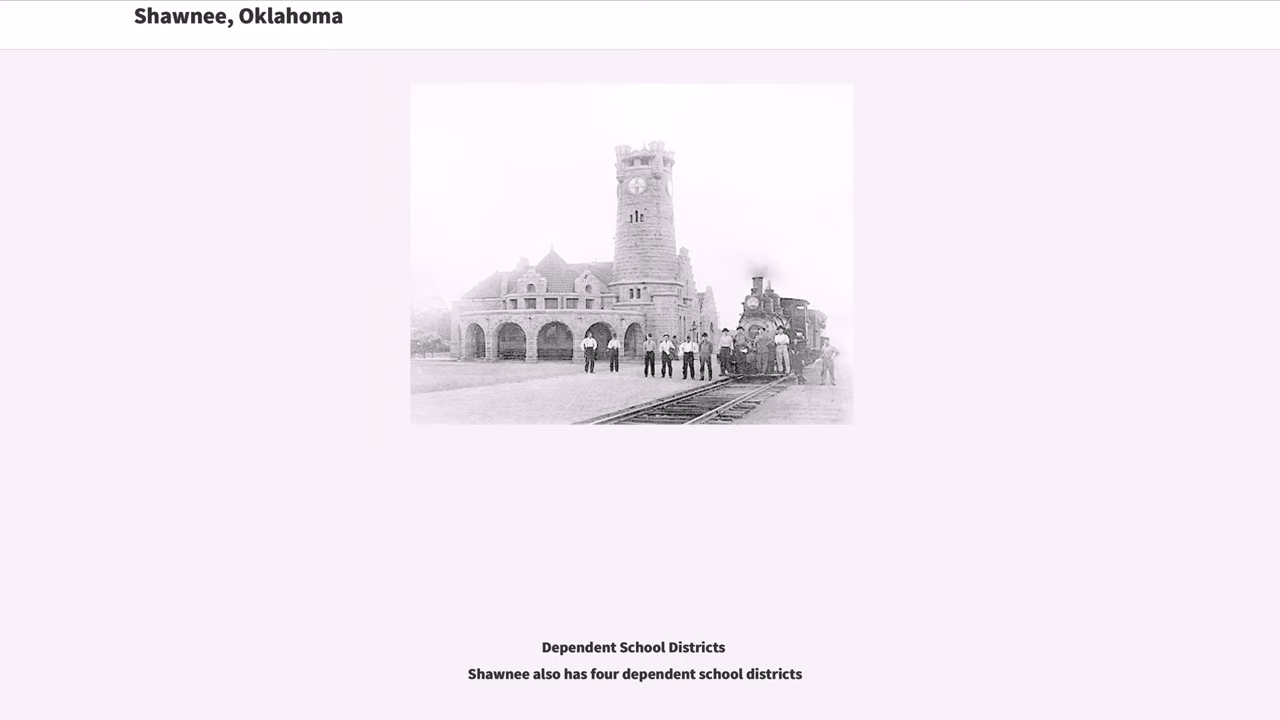 Shawnee, Oklahoma
Dependent School Districts
Shawnee also has four dependent school districts